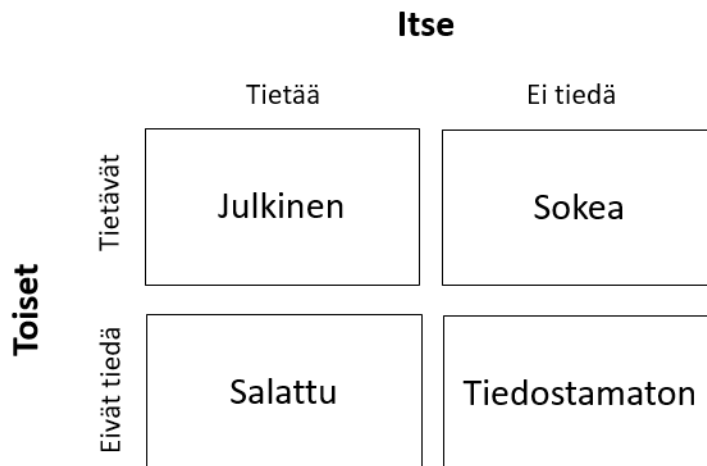 Itse
Tietää
Ei tiedä
Toiset
Tietävät
Julkinen
Sokea
Eivät tiedä
Salattu
Tiedostamaton